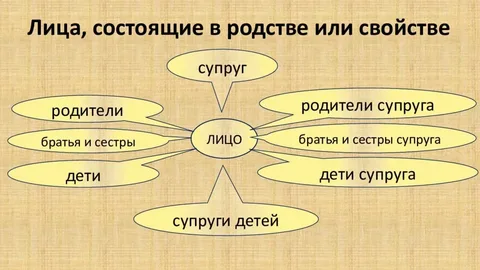 Лица, состоящие в родстве или свойстве
супруг
родители
родители супруга
братья и сестры
ЛИЦО
братья и сестры супруга
дети
дети супруга
супруги детей